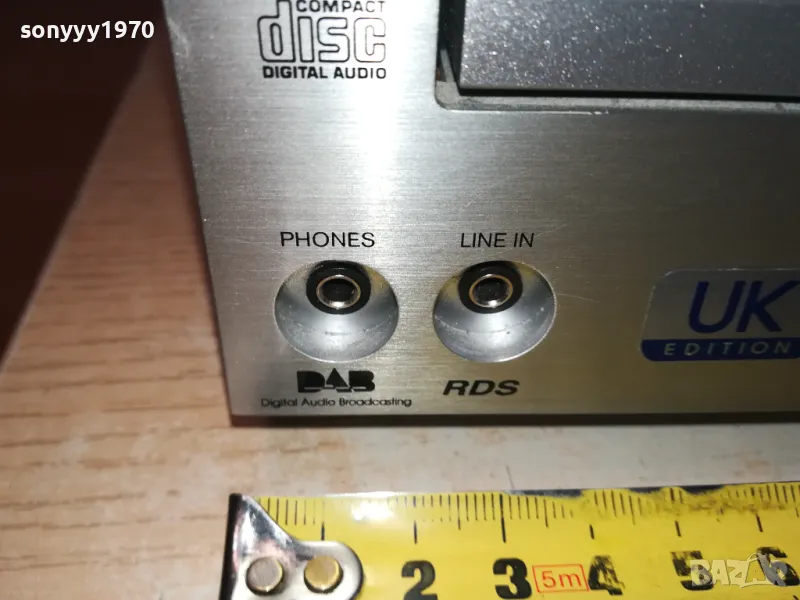 sonyyy1970
COMPACT
disc
DIGITAL AUDIO
PHONES
LINE IN
UK
EDITION
DAB
Digital Audio Broadcasting
RDS
2 3 5m 4 5 6
BAZAR